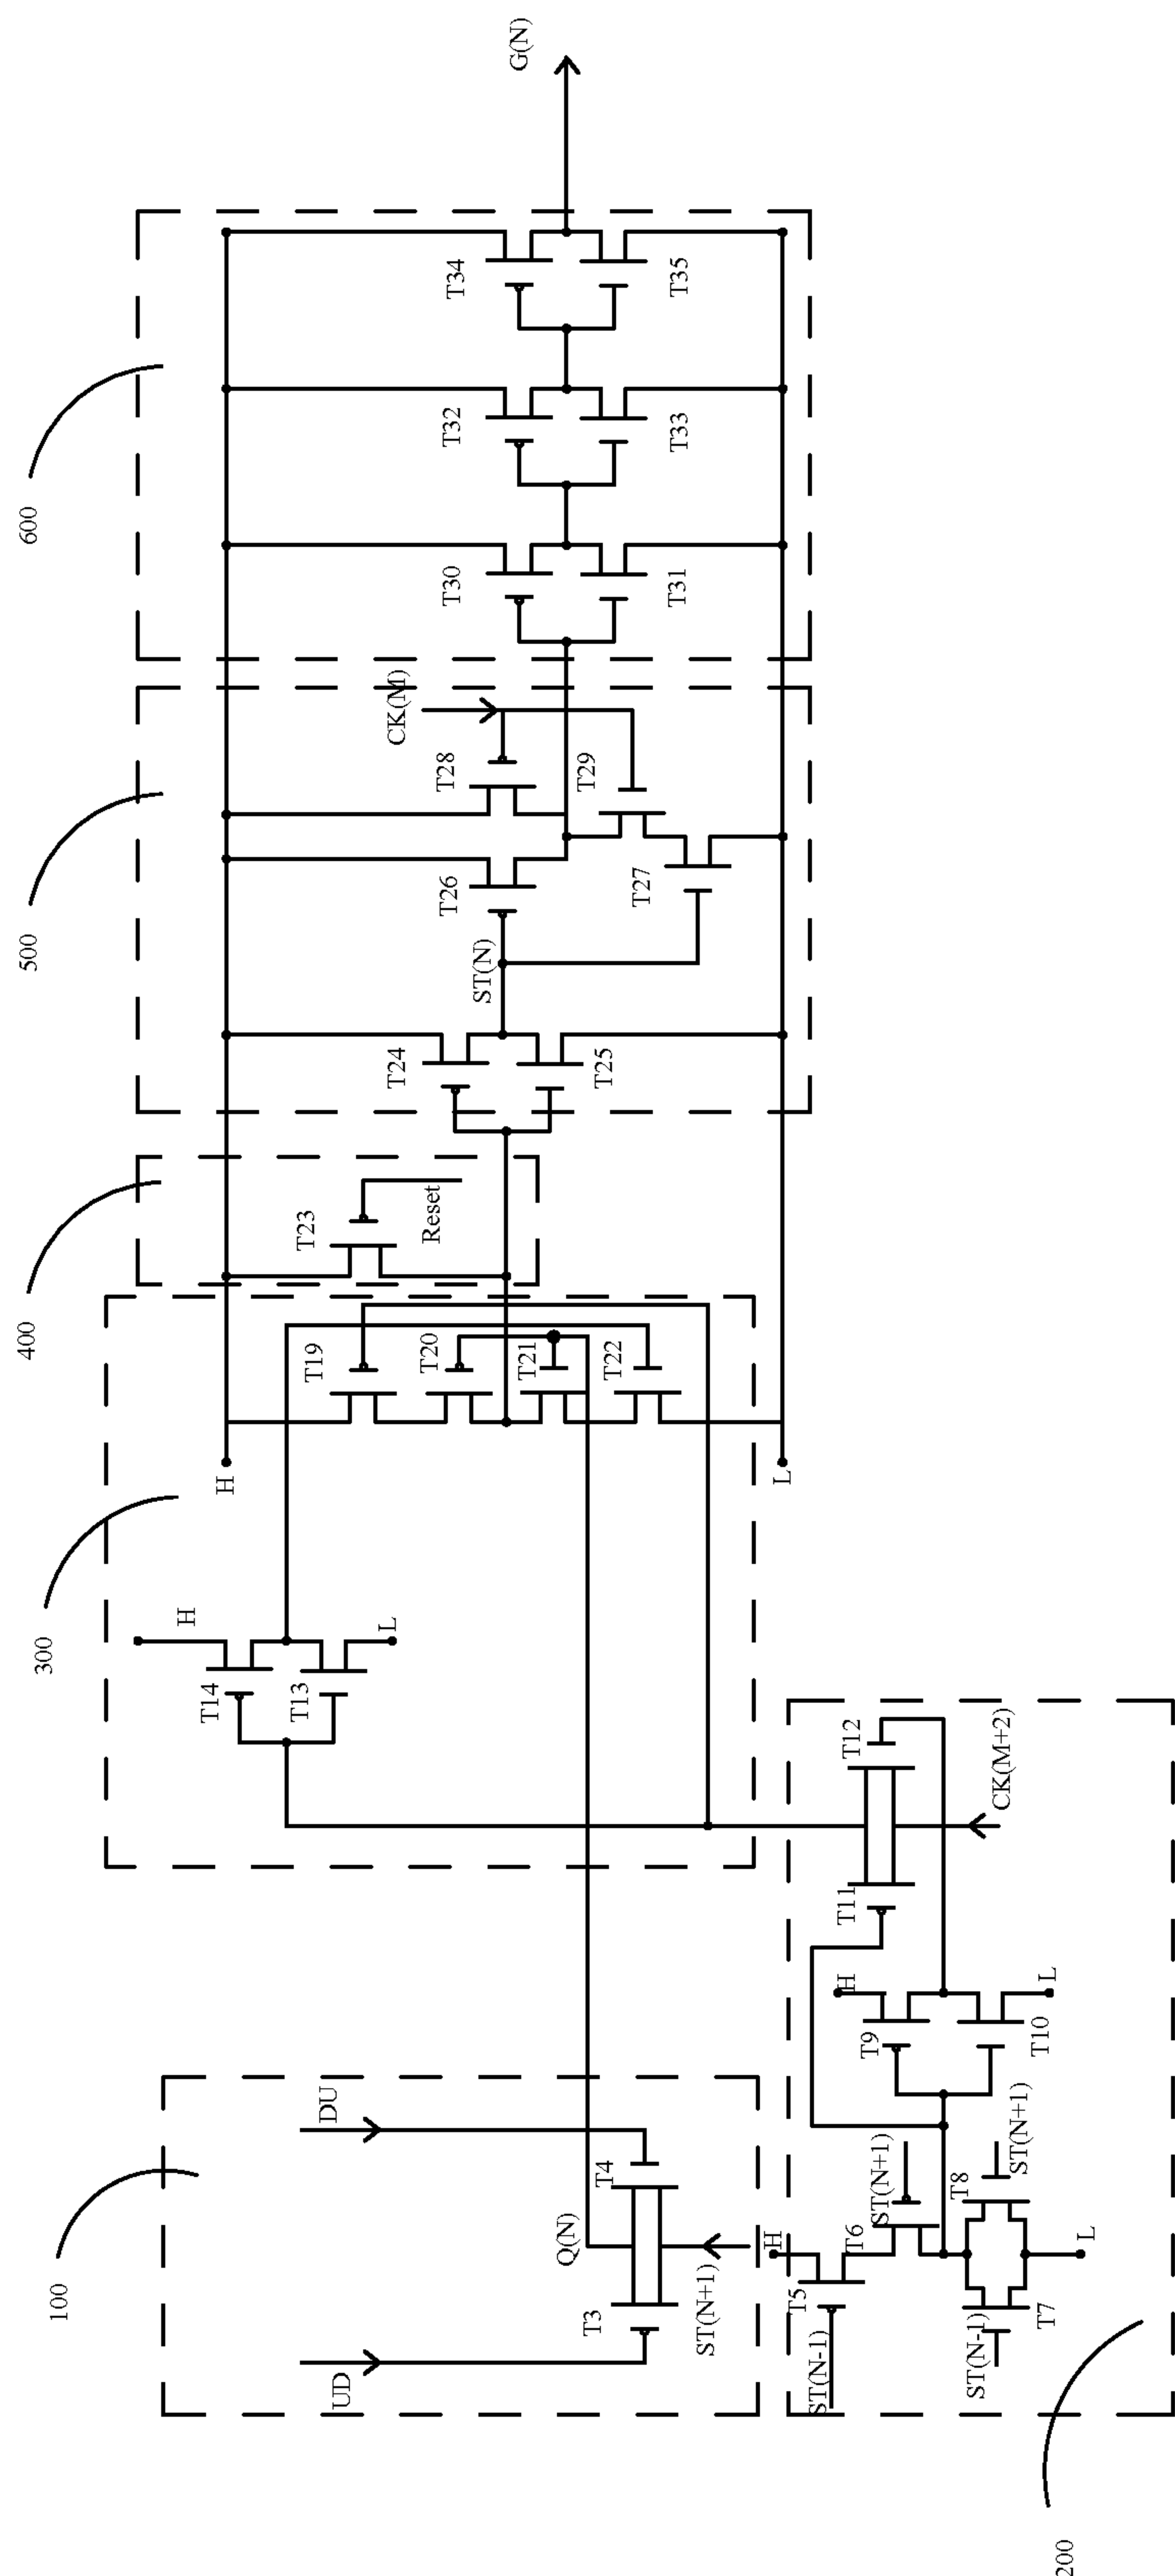 G(N)
600
T34
T35
T32
T33
T30
T31
CK(M)
500
T28
T29
T26
T27
ST(N)
T24
T25
400
T23
Reset
T19
T20
T21
T22
H
L
300
H
T14
T13
L
T12
CK(M+2)
T11
H
T9
T10
L
100
DU
T4
Q(N)
T3
ST(N+1)
UD
H
ST(N+1)
ST(N+1)
T6
T8
T5
L
T7
ST(N-1)
ST(N-1)
200